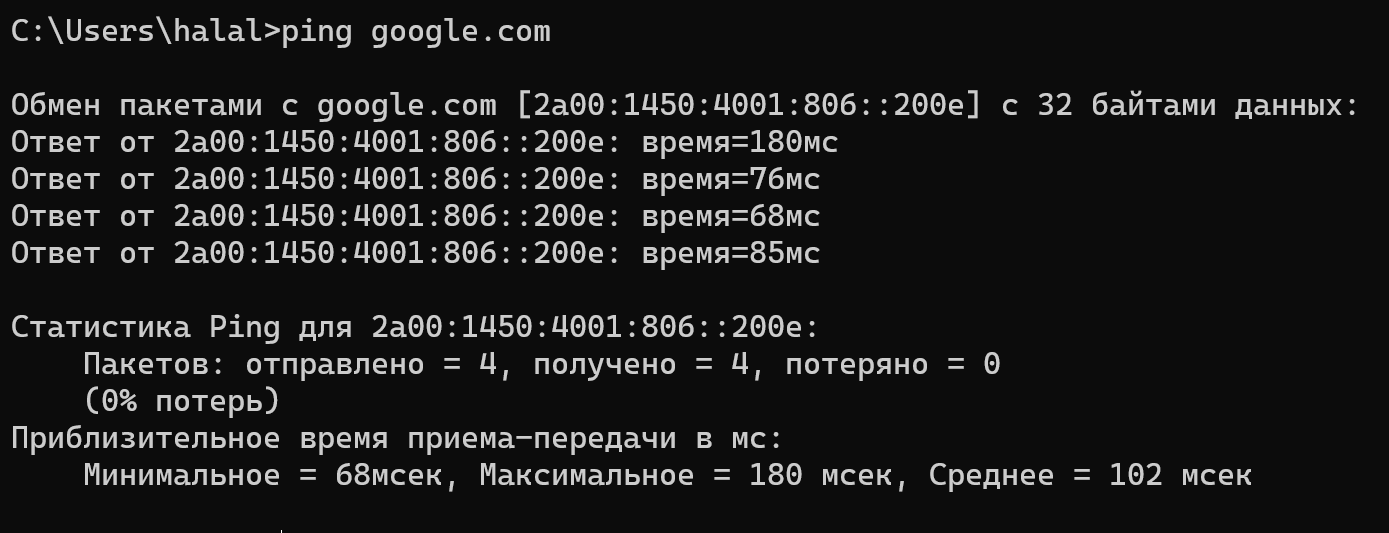 C:\Users\halal>ping google.com
Обмен пакетами с google.com [2a00:1450:4001:806::200e] с 32 байтами данных:
Ответ от 2a00:1450:4001:806::200e: время=180мс
Ответ от 2a00:1450:4001:806::200e: время=76мс
Ответ от 2a00:1450:4001:806::200e: время=68мс
Ответ от 2a00:1450:4001:806::200e: время=85мс
Статистика Ping для 2a00:1450:4001:806::200e:
    Пакетов: отправлено = 4, получено = 4, потеряно = 0
    (0% потерь)
Приблизительное время приема-передачи в мс:
    Минимальное = 68мсек, Максимальное = 180 мсек, Среднее = 102 мсек